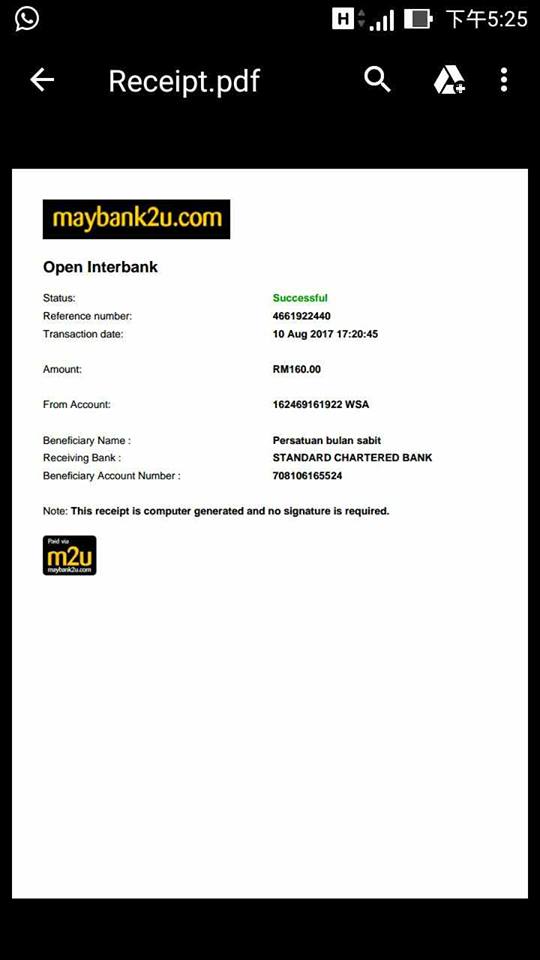 下午5:25
Receipt.pdf
maybank2u.com
Open Interbank
Status: Successful
Reference number: 4661922440
Transaction date: 10 Aug 2017 17:20:45
Amount: RM160.00
From Account: 162469161922 WSA
Beneficiary Name : Persatuan bulan sabit
Receiving Bank : STANDARD CHARTERED BANK
Beneficiary Account Number : 708106165524
Note: This receipt is computer generated and no signature is required.
Paid via
m2u
maybank2u.com